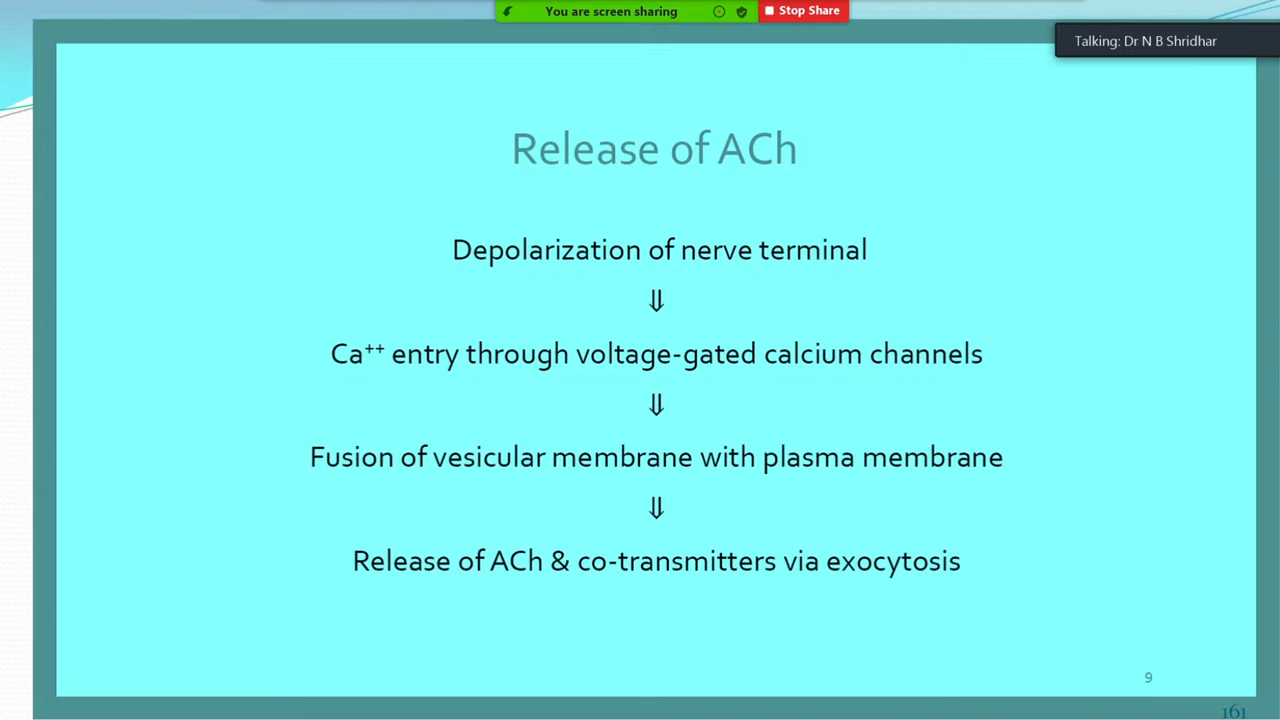 You are screen sharing
Stop Share
Talking: Dr N B Shridhar
Release of ACh
Depolarization of nerve terminal
⇓
Ca⁺⁺ entry through voltage-gated calcium channels
⇓
Fusion of vesicular membrane with plasma membrane
⇓
Release of ACh & co-transmitters via exocytosis
9
161